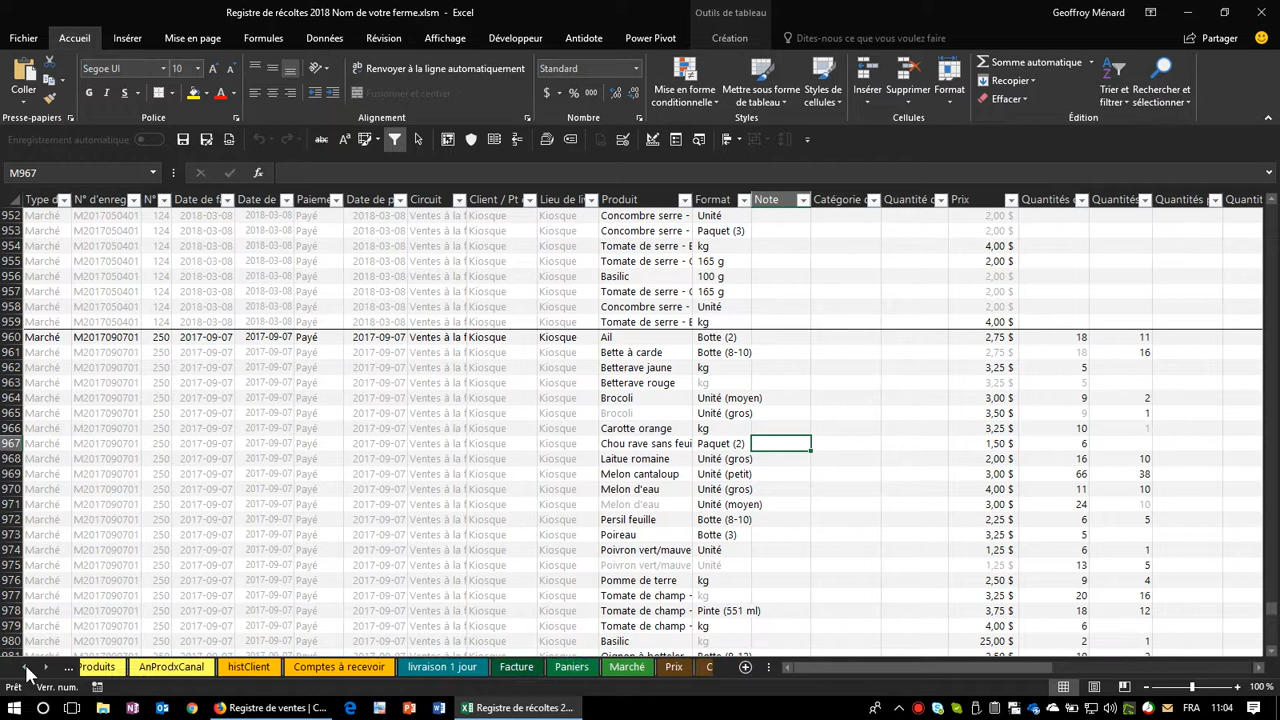 Registre de récoltes 2018 Nom de votre ferme.xlsm - Excel
Outils de tableau
Geoffroy Ménard
Fichier Accueil Insérer Mise en page Formules Données Révision Affichage Développeur Antidote Power Pivot Création Dites-nous ce que vous voulez faire Partager
Segoe UI 10 Renvoyer à la ligne automatiquement Standard Somme automatique
Coller G I S Fusionner et centrer $ % 000 Mise en forme conditionnelle Mettre sous forme de tableau Styles de cellules Insérer Supprimer Format Recopier Effacer Trier et filtrer Rechercher et sélectionner
Presse-papiers Police Alignement Nombre Styles Cellules Édition
Enregistrement automatique
M967 fx
Type d N° d'enreg N° Date de fa Date de Paieme Date de p Circuit Client / Pt Lieu de liv Produit Format Note Catégorie d Quantité Prix Quantités Quantités Quantités Quantit
952 Marché M2017050401 124 2018-03-08 2018-03-08 Payé 2018-03-08 Ventes à la f Kiosque Kiosque Concombre serre - Unité 2,00 $
953 Marché M2017050401 124 2018-03-08 2018-03-08 Payé 2018-03-08 Ventes à la f Kiosque Kiosque Concombre serre - Paquet (3) 2,00 $
954 Marché M2017050401 124 2018-03-08 2018-03-08 Payé 2018-03-08 Ventes à la f Kiosque Kiosque Tomate de serre - kg 4,00 $
955 Marché M2017050401 124 2018-03-08 2018-03-08 Payé 2018-03-08 Ventes à la f Kiosque Kiosque Tomate de serre - 165 g 2,00 $
956 Marché M2017050401 124 2018-03-08 2018-03-08 Payé 2018-03-08 Ventes à la f Kiosque Kiosque Basilic 100 g 2,00 $
957 Marché M2017050401 124 2018-03-08 2018-03-08 Payé 2018-03-08 Ventes à la f Kiosque Kiosque Tomate de serre - 165 g 2,00 $
958 Marché M2017050401 124 2018-03-08 2018-03-08 Payé 2018-03-08 Ventes à la f Kiosque Kiosque Concombre serre - Unité 2,00 $
959 Marché M2017050401 124 2018-03-08 2018-03-08 Payé 2018-03-08 Ventes à la f Kiosque Kiosque Tomate de serre - kg 4,00 $
960 Marché M2017090701 250 2017-09-07 2017-09-07 Payé 2017-09-07 Ventes à la f Kiosque Kiosque Ail Botte (2) 2,75 $ 18 11
961 Marché M2017090701 250 2017-09-07 2017-09-07 Payé 2017-09-07 Ventes à la f Kiosque Kiosque Bette à carde Botte (8-10) 2,75 $ 18 16
962 Marché M2017090701 250 2017-09-07 2017-09-07 Payé 2017-09-07 Ventes à la f Kiosque Kiosque Betterave jaune kg 3,25 $ 5
963 Marché M2017090701 250 2017-09-07 2017-09-07 Payé 2017-09-07 Ventes à la f Kiosque Kiosque Betterave rouge kg 3,25 $ 5
964 Marché M2017090701 250 2017-09-07 2017-09-07 Payé 2017-09-07 Ventes à la f Kiosque Kiosque Brocoli Unité (moyen) 3,00 $ 9 2
965 Marché M2017090701 250 2017-09-07 2017-09-07 Payé 2017-09-07 Ventes à la f Kiosque Kiosque Brocoli Unité (gros) 3,50 $ 9 1
966 Marché M2017090701 250 2017-09-07 2017-09-07 Payé 2017-09-07 Ventes à la f Kiosque Kiosque Carotte orange kg 3,25 $ 10 1
967 Marché M2017090701 250 2017-09-07 2017-09-07 Payé 2017-09-07 Ventes à la f Kiosque Kiosque Chou rave sans feui Paquet (2) 1,50 $ 6
968 Marché M2017090701 250 2017-09-07 2017-09-07 Payé 2017-09-07 Ventes à la f Kiosque Kiosque Laitue romaine Unité (gros) 2,00 $ 16 10
969 Marché M2017090701 250 2017-09-07 2017-09-07 Payé 2017-09-07 Ventes à la f Kiosque Kiosque Melon cantaloup Unité (petit) 3,00 $ 66 38
970 Marché M2017090701 250 2017-09-07 2017-09-07 Payé 2017-09-07 Ventes à la f Kiosque Kiosque Melon d'eau Unité (gros) 4,00 $ 11 10
971 Marché M2017090701 250 2017-09-07 2017-09-07 Payé 2017-09-07 Ventes à la f Kiosque Kiosque Melon d'eau Unité (moyen) 3,00 $ 24 10
972 Marché M2017090701 250 2017-09-07 2017-09-07 Payé 2017-09-07 Ventes à la f Kiosque Kiosque Persil feuille Botte (8-10) 2,25 $ 6 5
973 Marché M2017090701 250 2017-09-07 2017-09-07 Payé 2017-09-07 Ventes à la f Kiosque Kiosque Poireau Botte (3) 3,25 $ 5
974 Marché M2017090701 250 2017-09-07 2017-09-07 Payé 2017-09-07 Ventes à la f Kiosque Kiosque Poivron vert/mauve Unité 1,25 $ 6 1
975 Marché M2017090701 250 2017-09-07 2017-09-07 Payé 2017-09-07 Ventes à la f Kiosque Kiosque Poivron vert/mauve Unité 1,25 $ 13 5
976 Marché M2017090701 250 2017-09-07 2017-09-07 Payé 2017-09-07 Ventes à la f Kiosque Kiosque Pomme de terre kg 2,50 $ 9 4
977 Marché M2017090701 250 2017-09-07 2017-09-07 Payé 2017-09-07 Ventes à la f Kiosque Kiosque Tomate de champ - kg 3,25 $ 20 16
978 Marché M2017090701 250 2017-09-07 2017-09-07 Payé 2017-09-07 Ventes à la f Kiosque Kiosque Tomate de champ - Pinte (551 ml) 3,75 $ 18 12
979 Marché M2017090701 250 2017-09-07 2017-09-07 Payé 2017-09-07 Ventes à la f Kiosque Kiosque Tomate de champ - kg 4,00 $ 6 1
980 Marché M2017090701 250 2017-09-07 2017-09-07 Payé 2017-09-07 Ventes à la f Kiosque Kiosque Basilic kg 25,00 $ 2 1
... Produits AnProdxCanal histClient Comptes à recevoir livraison 1 jour Facture Paniers Marché Prix C
Prêt Verr. num. 100 %
Registre de ventes | C... Registre de récoltes 2... FRA 11:04